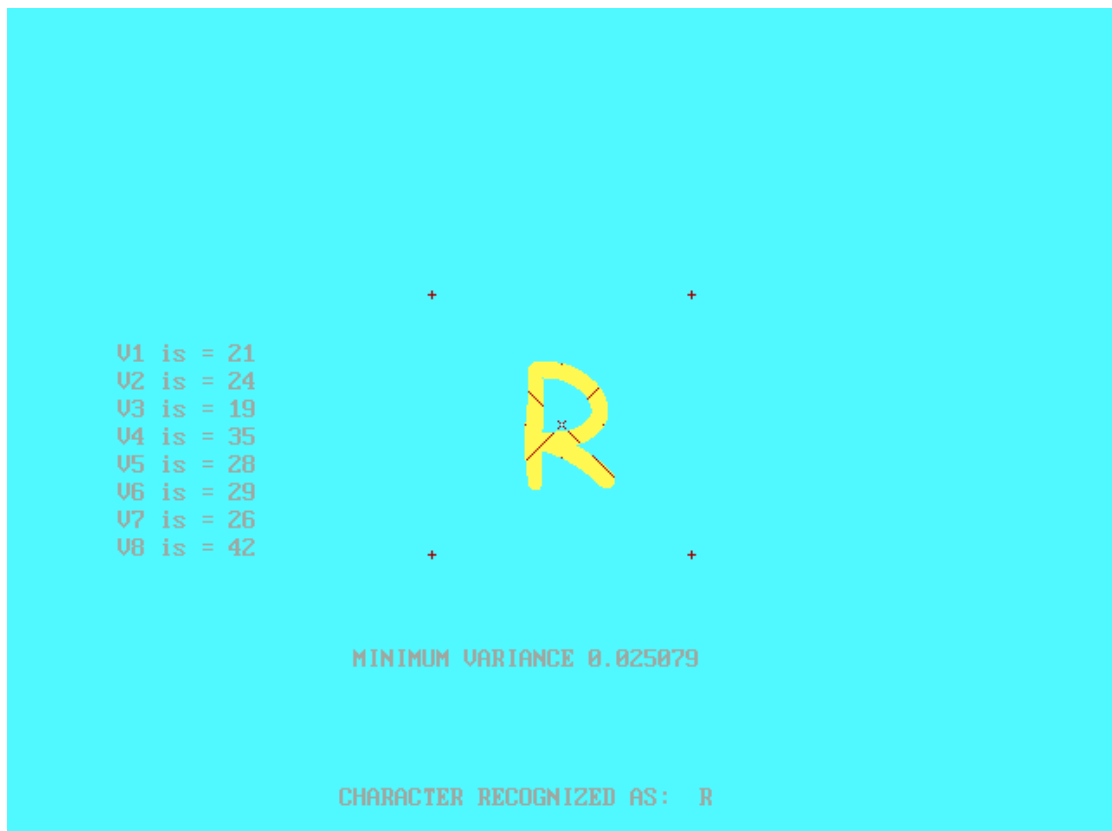 V1 is = 21
V2 is = 24
V3 is = 19
V4 is = 35
V5 is = 28
V6 is = 29
V7 is = 26
V8 is = 42
R
MINIMUM VARIANCE 0.025079
CHARACTER RECOGNIZED AS: R